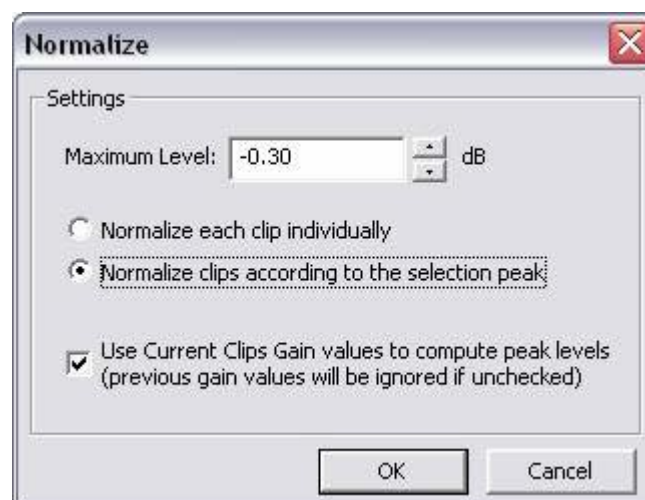 Normalize
Settings
Maximum Level: -0.30 dB
Normalize each clip individually
Normalize clips according to the selection peak
Use Current Clips Gain values to compute peak levels
(previous gain values will be ignored if unchecked)
OK Cancel